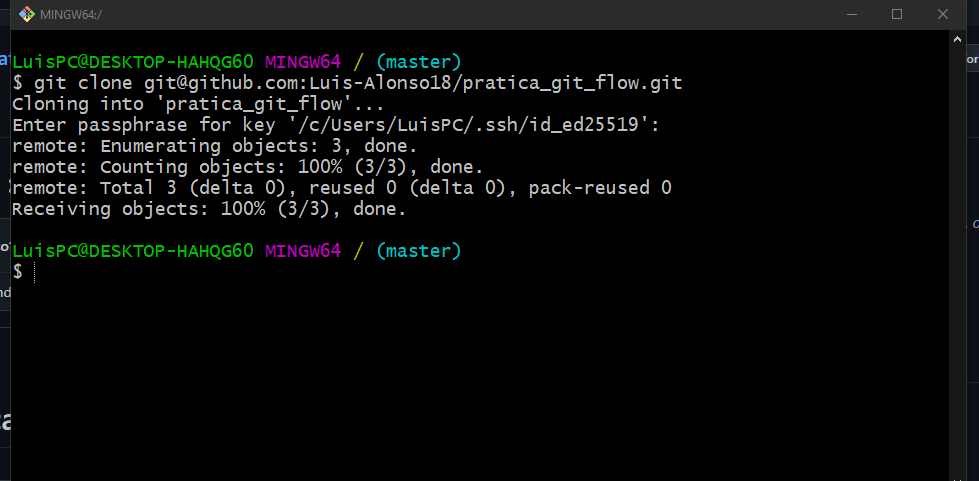 MINGW64:/
LuisPC@DESKTOP-HAHQG60 MINGW64 / (master)
$ git clone git@github.com:Luis-Alonso18/pratica_git_flow.git
Cloning into 'pratica_git_flow'...
Enter passphrase for key '/c/Users/LuisPC/.ssh/id_ed25519':
remote: Enumerating objects: 3, done.
remote: Counting objects: 100% (3/3), done.
remote: Total 3 (delta 0), reused 0 (delta 0), pack-reused 0
Receiving objects: 100% (3/3), done.
LuisPC@DESKTOP-HAHQG60 MINGW64 / (master)
$